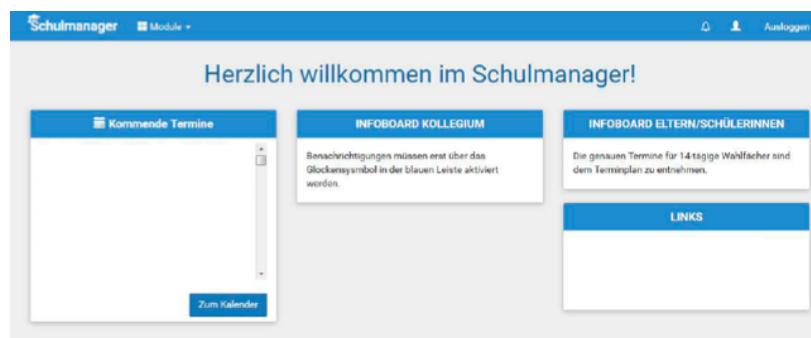 Schulmanager
Module
Ausloggen
Herzlich willkommen im Schulmanager!
Kommende Termine
Zum Kalender
INFOBOARD KOLLEGIUM
Benachrichtigungen müssen erst über das
Glockensysmbol in der blauen Leiste aktiviert
werden.
INFOBOARD ELTERN/SCHÜLERINNEN
Die genauen Termine für 14-tägige Wahlfächer sind
dem Terminplan zu entnehmen.
LINKS